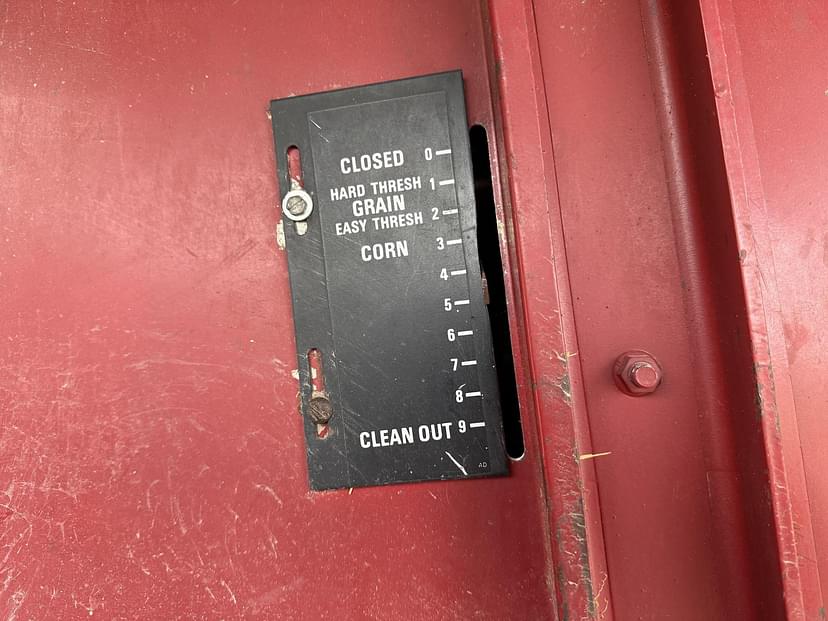 CLOSED 0
HARD THRESH 1
GRAIN
EASY THRESH 2
CORN 3
4
5
6
7
8
CLEAN OUT 9
AD